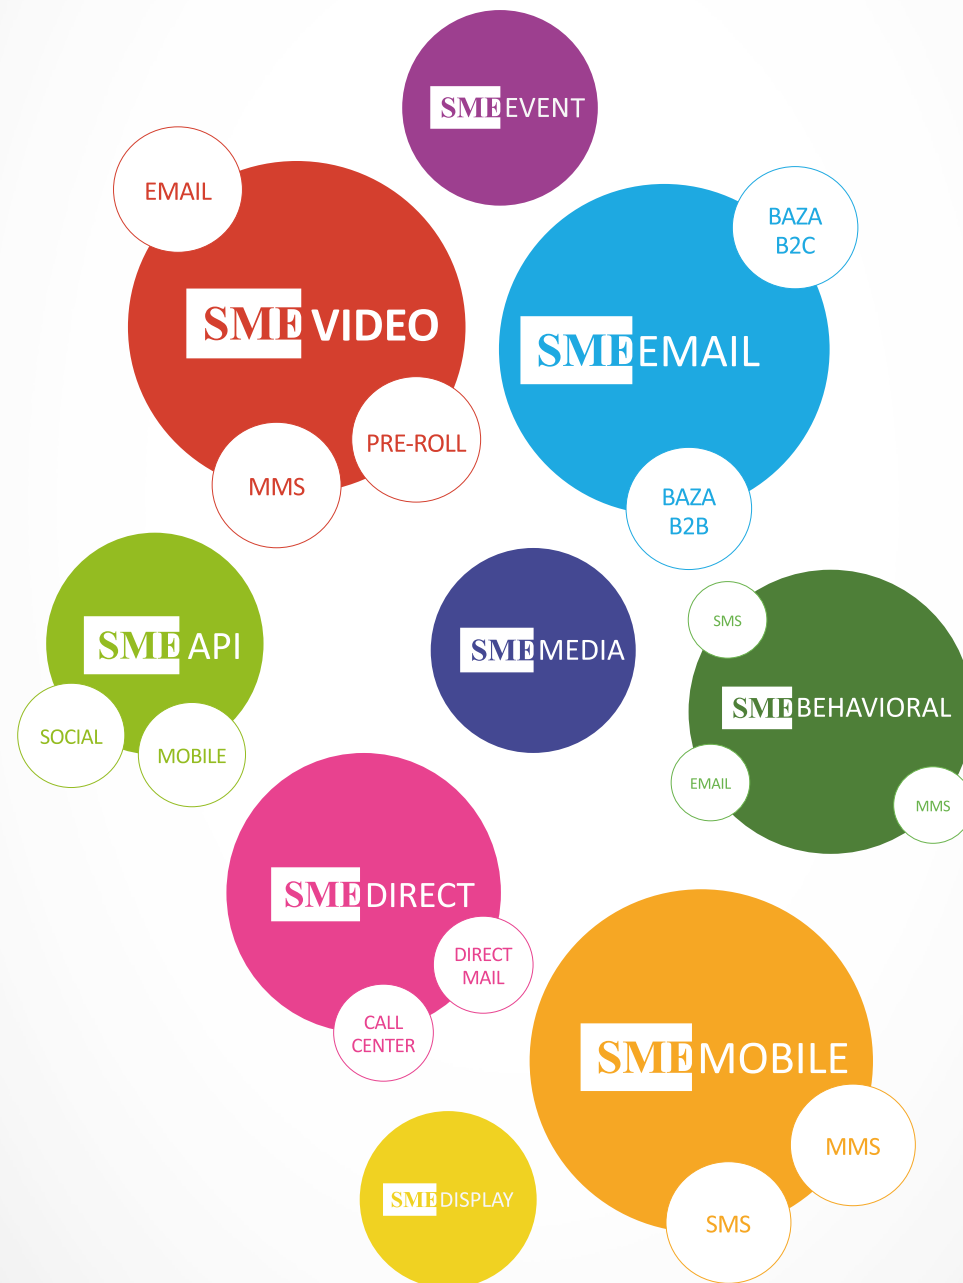 SME EVENT
EMAIL
SME VIDEO
PRE-ROLL
MMS
BAZA
B2C
SME EMAIL
BAZA
B2B
SME API
SOCIAL
MOBILE
SME MEDIA
SMS
SME BEHAVIORAL
EMAIL
MMS
SME DIRECT
DIRECT
MAIL
CALL
CENTER
SME MOBILE
MMS
SMS
SME DISPLAY